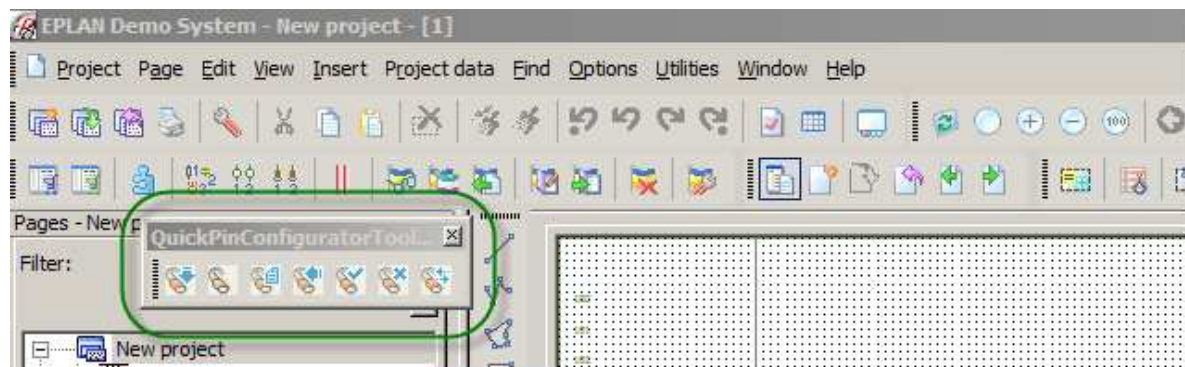 EPLAN Demo System - New project - [1]
Project Page Edit View Insert Project data Find Options Utilities Window Help
Pages - New p
QuickPinConfiguratorTool...
Filter:
New project